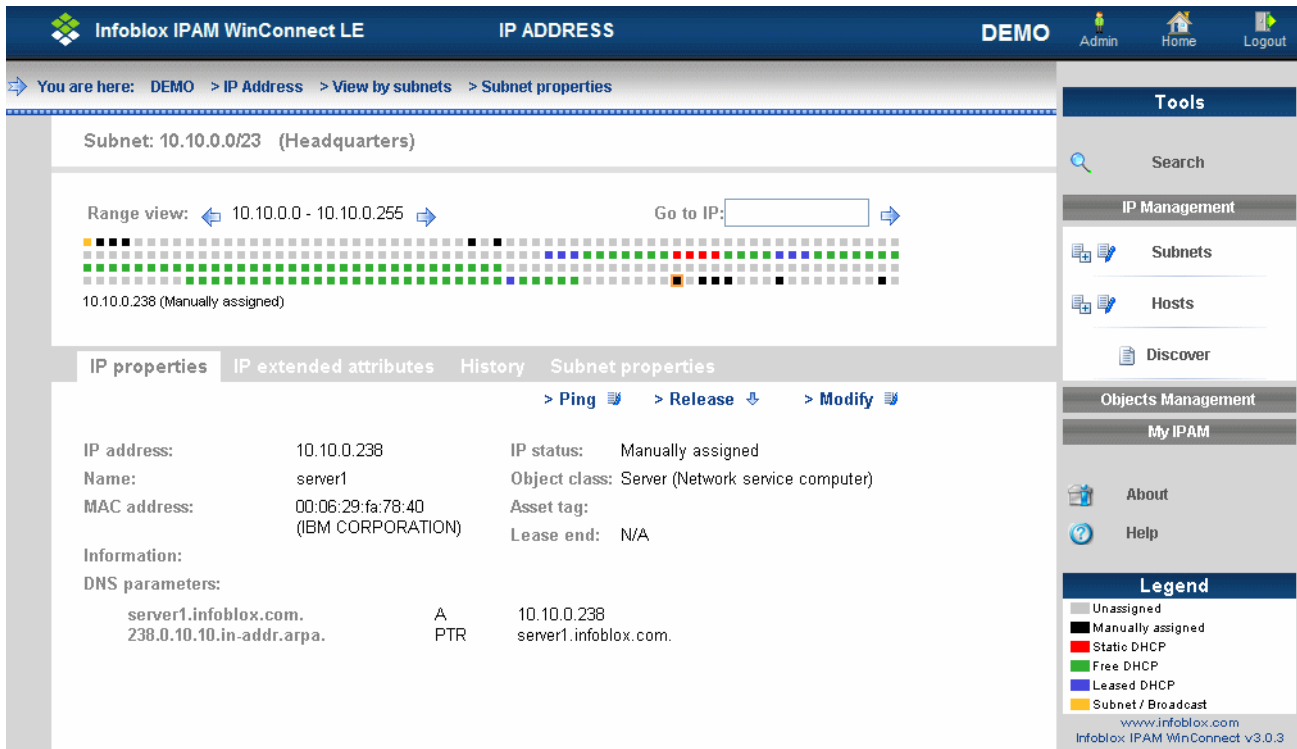 Infoblox IPAM WinConnect LE IP ADDRESS DEMO Admin Home Logout
You are here: DEMO > IP Address > View by subnets > Subnet properties
Tools
Subnet: 10.10.0.0/23 (Headquarters)
Search
Range view: 10.10.0.0 - 10.10.0.255 Go to IP:
IP Management
Subnets
10.10.0.238 (Manually assigned)
Hosts
Discover
IP properties IP extended attributes History Subnet properties
> Ping > Release > Modify
Objects Management
My IPAM
IP address: 10.10.0.238 IP status: Manually assigned
Name: server1 Object class: Server (Network service computer)
MAC address: 00:06:29:fa:78:40 Asset tag:
(IBM CORPORATION) Lease end: N/A
About
Help
Information:
DNS parameters:
server1.infoblox.com. A 10.10.0.238
238.0.10.10.in-addr.arpa. PTR server1.infoblox.com.
Legend
Unassigned
Manually assigned
Static DHCP
Free DHCP
Leased DHCP
Subnet / Broadcast
www.infoblox.com
Infoblox IPAM WinConnect v3.0.3